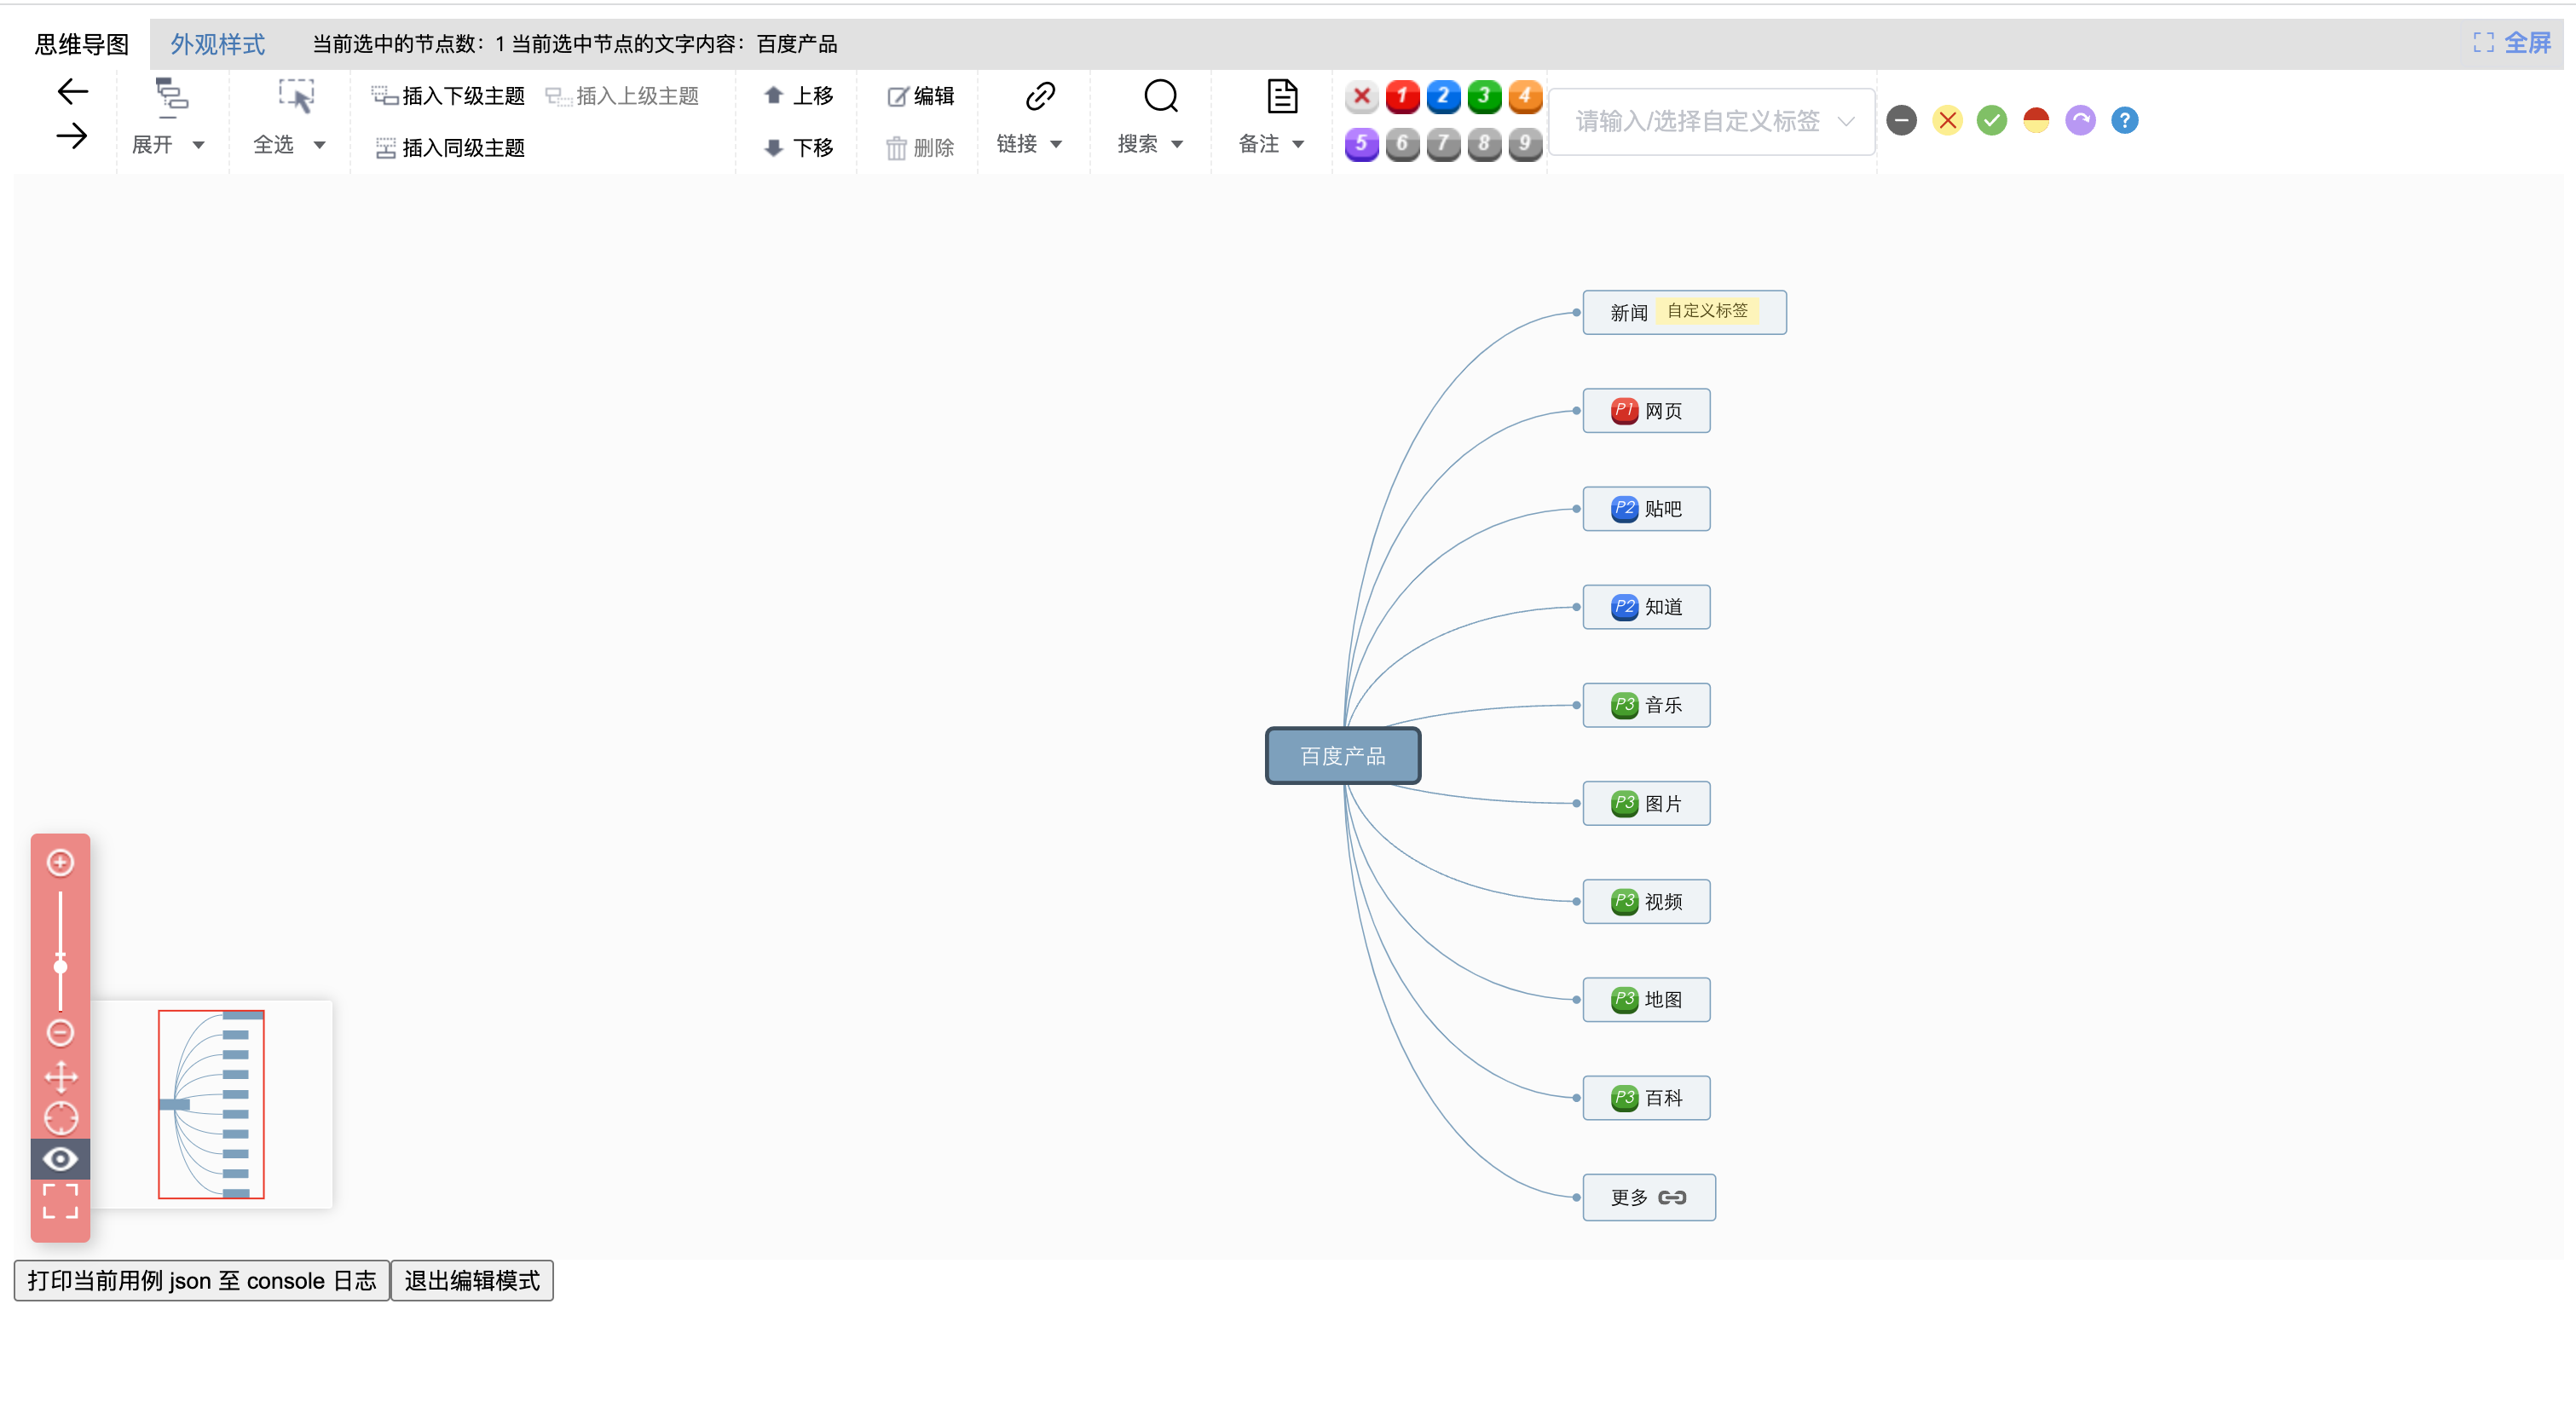 思维导图 外观样式 当前选中的节点数：1 当前选中节点的文字内容：百度产品 全屏
插入下级主题 插入上级主题 上移 编辑 1 2 3 4
请输入/选择自定义标签 ?
展开 全选 插入同级主题 下移 删除 链接 搜索 备注 5 6 7 8 9
新闻 自定义标签
P1 网页
P2 贴吧
P2 知道
P3 音乐
百度产品
P3 图片
P3 视频
P3 地图
P3 百科
更多
打印当前用例 json 至 console 日志 退出编辑模式